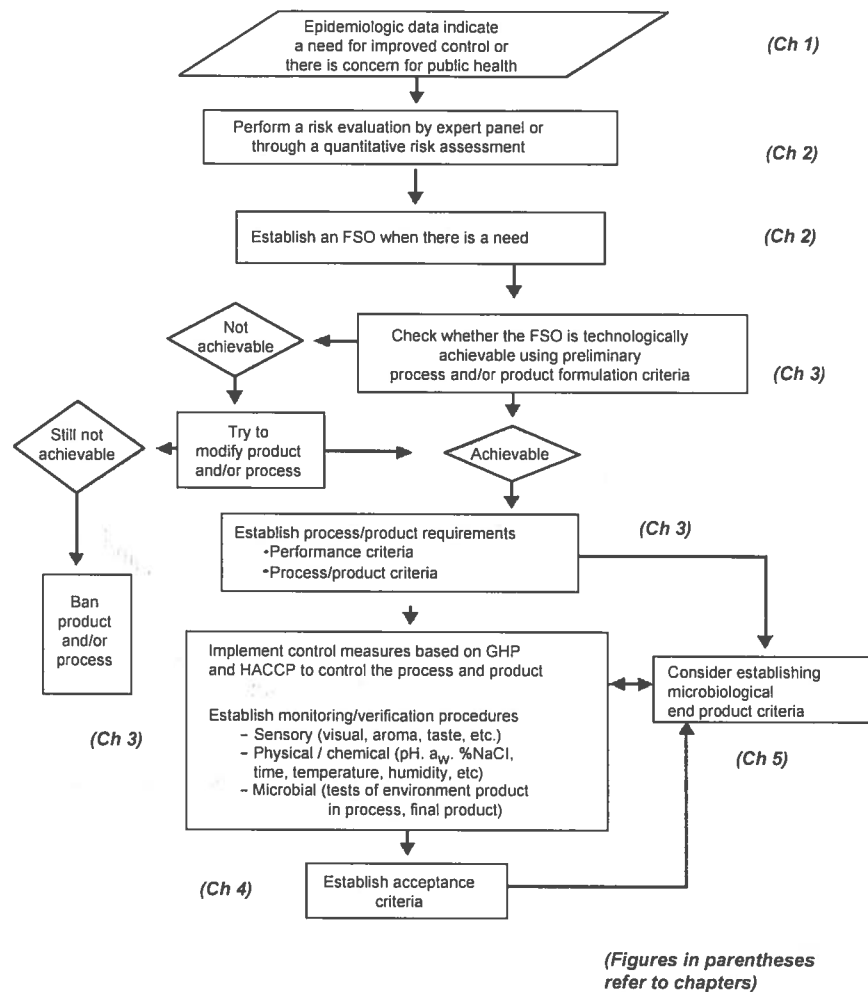 Epidemiologic data indicate
a need for improved control or
there is concern for public health
(Ch 1)
Perform a risk evaluation by expert panel or
through a quantitative risk assessment
(Ch 2)
Establish an FSO when there is a need
(Ch 2)
Not
achievable
Check whether the FSO is technologically
achievable using preliminary
process and/or product formulation criteria
(Ch 3)
Still not
achievable
Try to
modify product
and/or process
Achievable
Establish process/product requirements
•Performance criteria
•Process/product criteria
(Ch 3)
Ban
product
and/or
process
(Ch 3)
Implement control measures based on GHP
and HACCP to control the process and product
Establish monitoring/verification procedures
– Sensory (visual, aroma, taste, etc.)
– Physical / chemical (pH. aw. %NaCl,
time, temperature, humidity, etc)
– Microbial (tests of environment product
in process, final product)
Consider establishing
microbiological
end product criteria
(Ch 5)
(Ch 4)
Establish acceptance
criteria
(Figures in parentheses
refer to chapters)